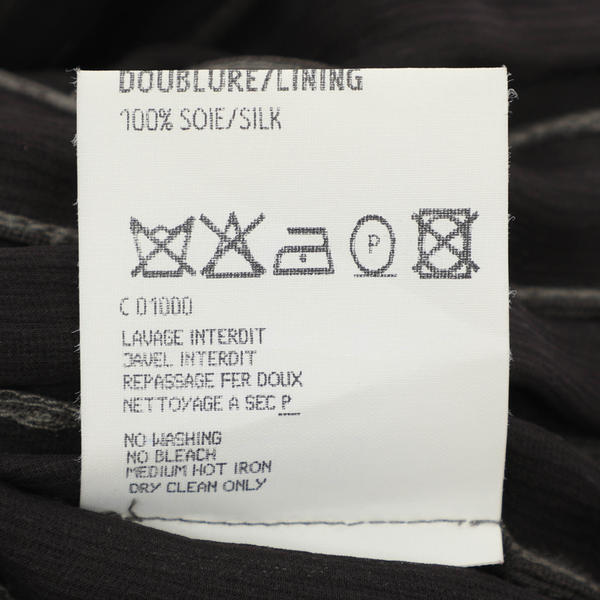 DOUBLURE/LINING
100% SOIE/SILK
P
C 01000
LAVAGE INTERDIT
JAVEL INTERDIT
REPASSAGE FER DOUX
NETTOYAGE A SEC P
NO WASHING
NO BLEACH
MEDIUM HOT IRON
DRY CLEAN ONLY